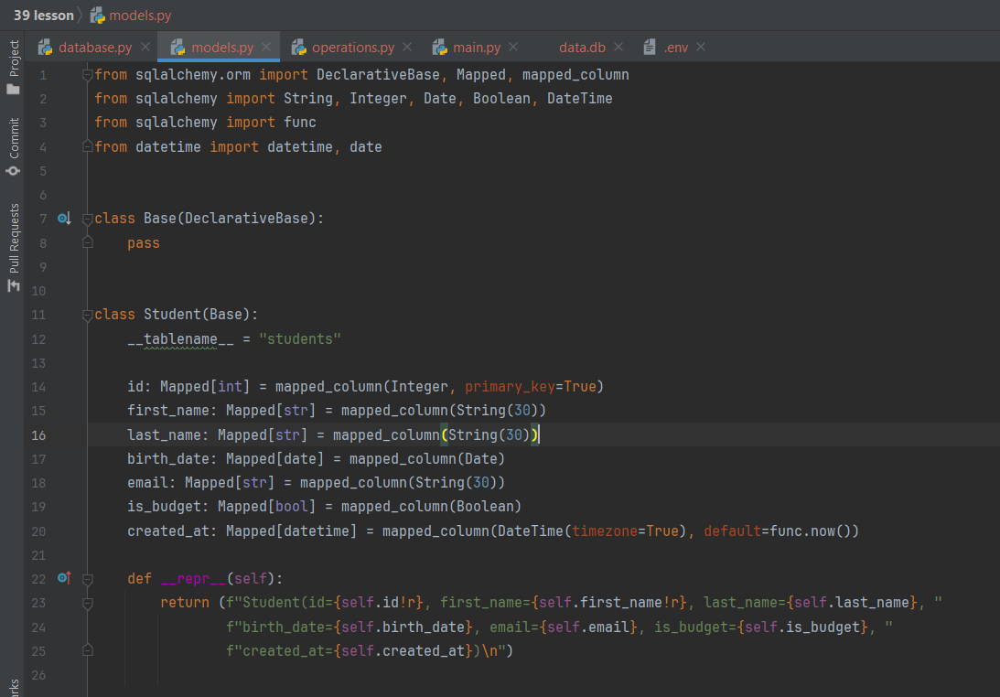 39 lesson models.py
database.py models.py operations.py main.py data.db .env
Project
Commit
Pull Requests
1 from sqlalchemy.orm import DeclarativeBase, Mapped, mapped_column
2 from sqlalchemy import String, Integer, Date, Boolean, DateTime
3 from sqlalchemy import func
4 from datetime import datetime, date
5
6
7 class Base(DeclarativeBase):
8     pass
9
10
11 class Student(Base):
12     __tablename__ = "students"
13
14     id: Mapped[int] = mapped_column(Integer, primary_key=True)
15     first_name: Mapped[str] = mapped_column(String(30))
16     last_name: Mapped[str] = mapped_column(String(30))
17     birth_date: Mapped[date] = mapped_column(Date)
18     email: Mapped[str] = mapped_column(String(30))
19     is_budget: Mapped[bool] = mapped_column(Boolean)
20     created_at: Mapped[datetime] = mapped_column(DateTime(timezone=True), default=func.now())
21
22     def __repr__(self):
23         return (f"Student(id={self.id!r}, first_name={self.first_name!r}, last_name={self.last_name}, "
24                 f"birth_date={self.birth_date}, email={self.email}, is_budget={self.is_budget}, "
25                 f"created_at={self.created_at})\n")
26